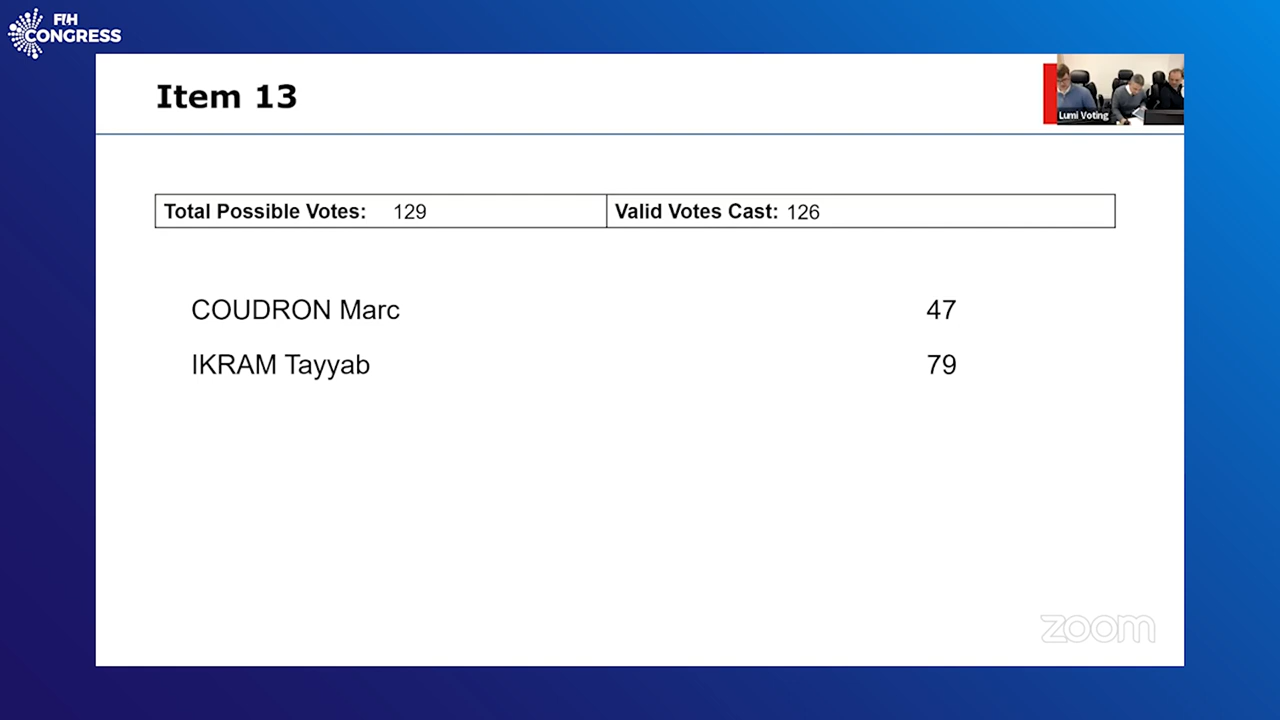 FIH
CONGRESS
Item 13
Lumi Voting
Total Possible Votes: 129 Valid Votes Cast: 126
COUDRON Marc 47
IKRAM Tayyab 79
zoom